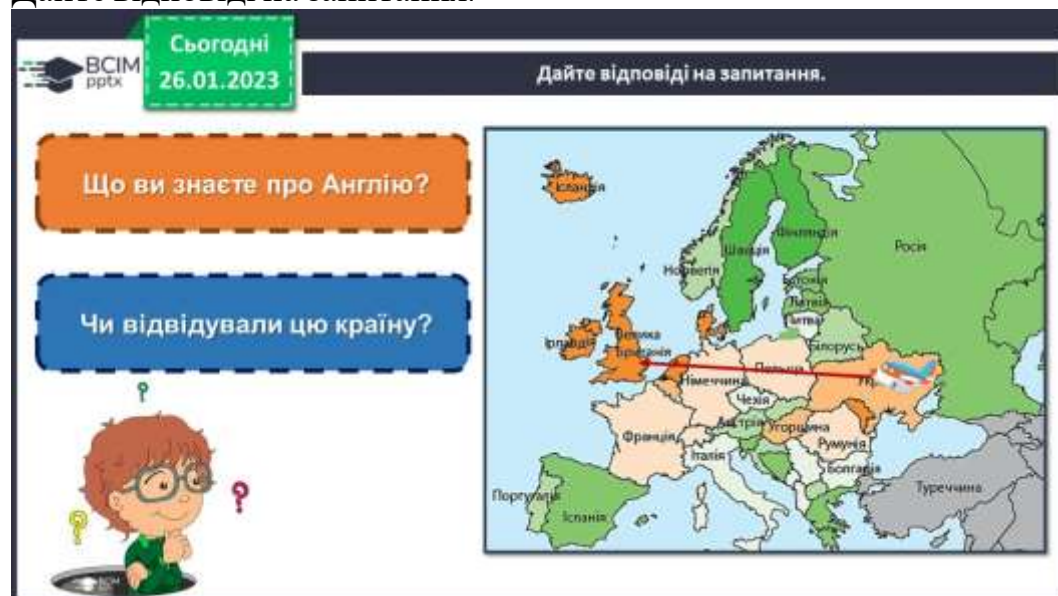 Дайте відповіді на запитання.
Сьогодні
26.01.2023
ВСІМ
pptx
Дайте відповіді на запитання.
Що ви знаєте про Англію?
Чи відвідували цю країну?
Ісландія
Норвегія
Швеція
Фінляндія
Росія
Естонія
Латвія
Литва
Білорусь
Ірландія
Велика
Британія
Німеччина
Польща
Чехія
Австрія
Угорщина
Румунія
Франція
Італія
Болгарія
Португалія
Іспанія
Туреччина
ВСІМ